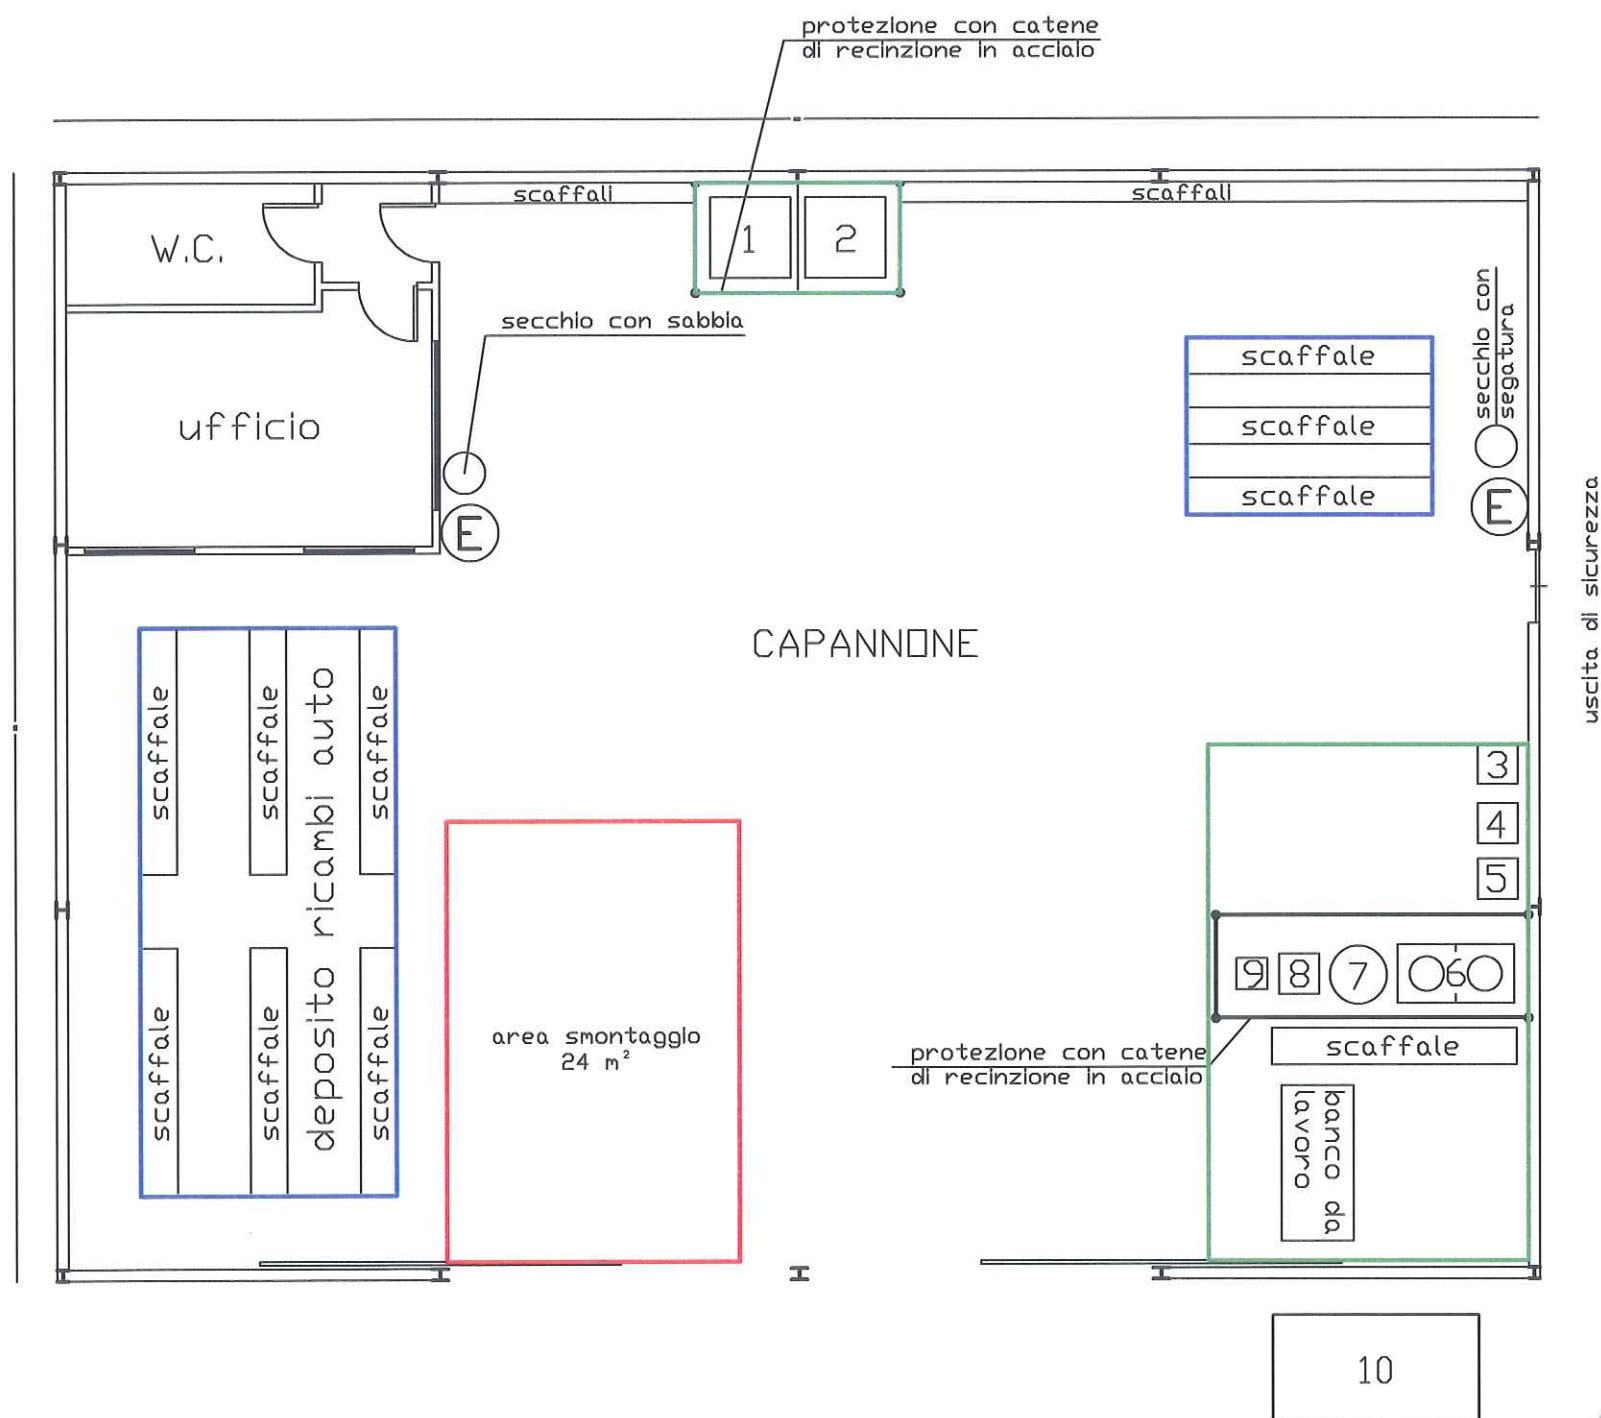 protezione con catene
di recinzione in acciaio
scaffali
scaffali
W.C.
1
2
secchio con sabbia
secchio con
segatura
scaffale
scaffale
scaffale
ufficio
E
E
uscita di sicurezza
CAPANNONE
scaffale
scaffale
deposito ricambi auto
scaffale
scaffale
scaffale
scaffale
area smontaggio
24 m²
3
4
5
9
8
7
6
protezione con catene
di recinzione in acciaio
scaffale
banco da
lavoro
10